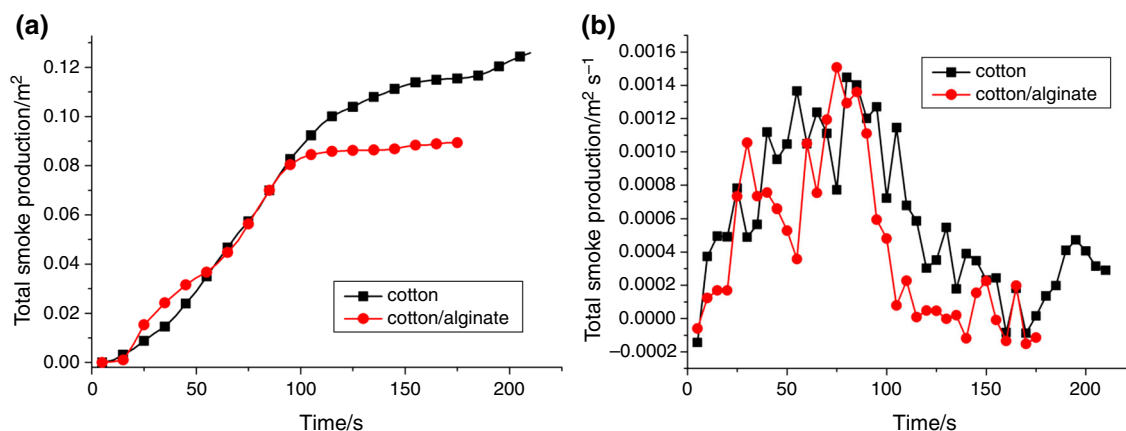 (a)
Total smoke production/m²
0.12
0.10
0.08
0.06
0.04
0.02
0.00
cotton
cotton/alginate
0 50 100 150 200
Time/s
(b)
Total smoke production/m² s⁻¹
0.0016
0.0014
0.0012
0.0010
0.0008
0.0006
0.0004
0.0002
0.0000
−0.0002
cotton
cotton/alginate
0 50 100 150 200
Time/s